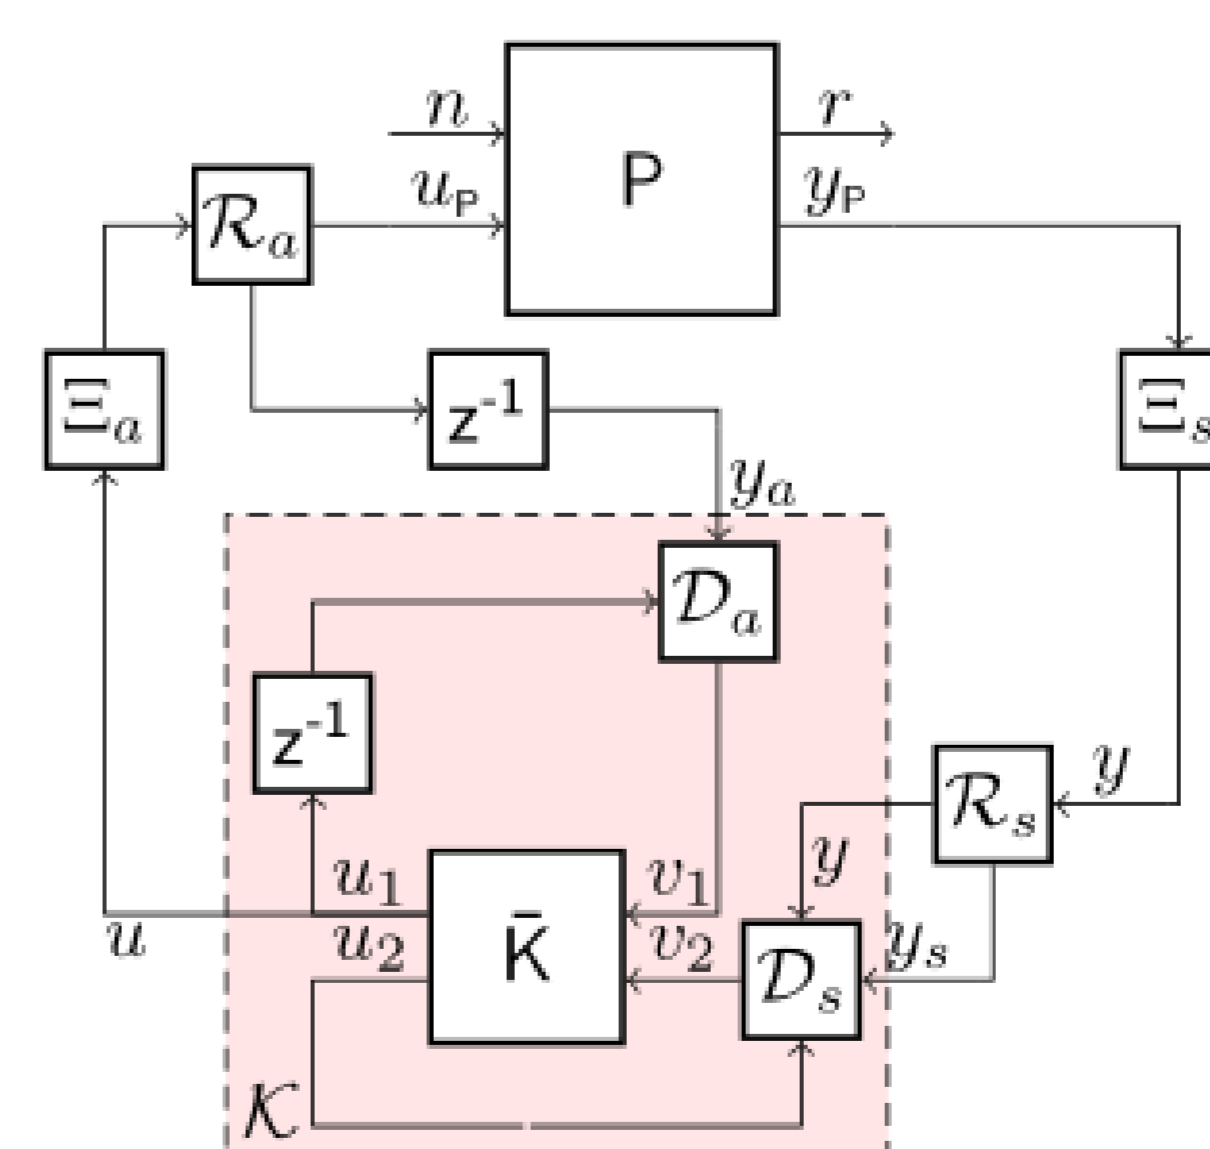 n
r
P
u_P
y_P
ℛ_a
Ξ_a
z^-1
Ξ_s
y_a
𝒟_a
z^-1
ℛ_s
y
y
u_1
v_1
u
u_2
K̄
v_2
𝒟_s
y_s
𝒦